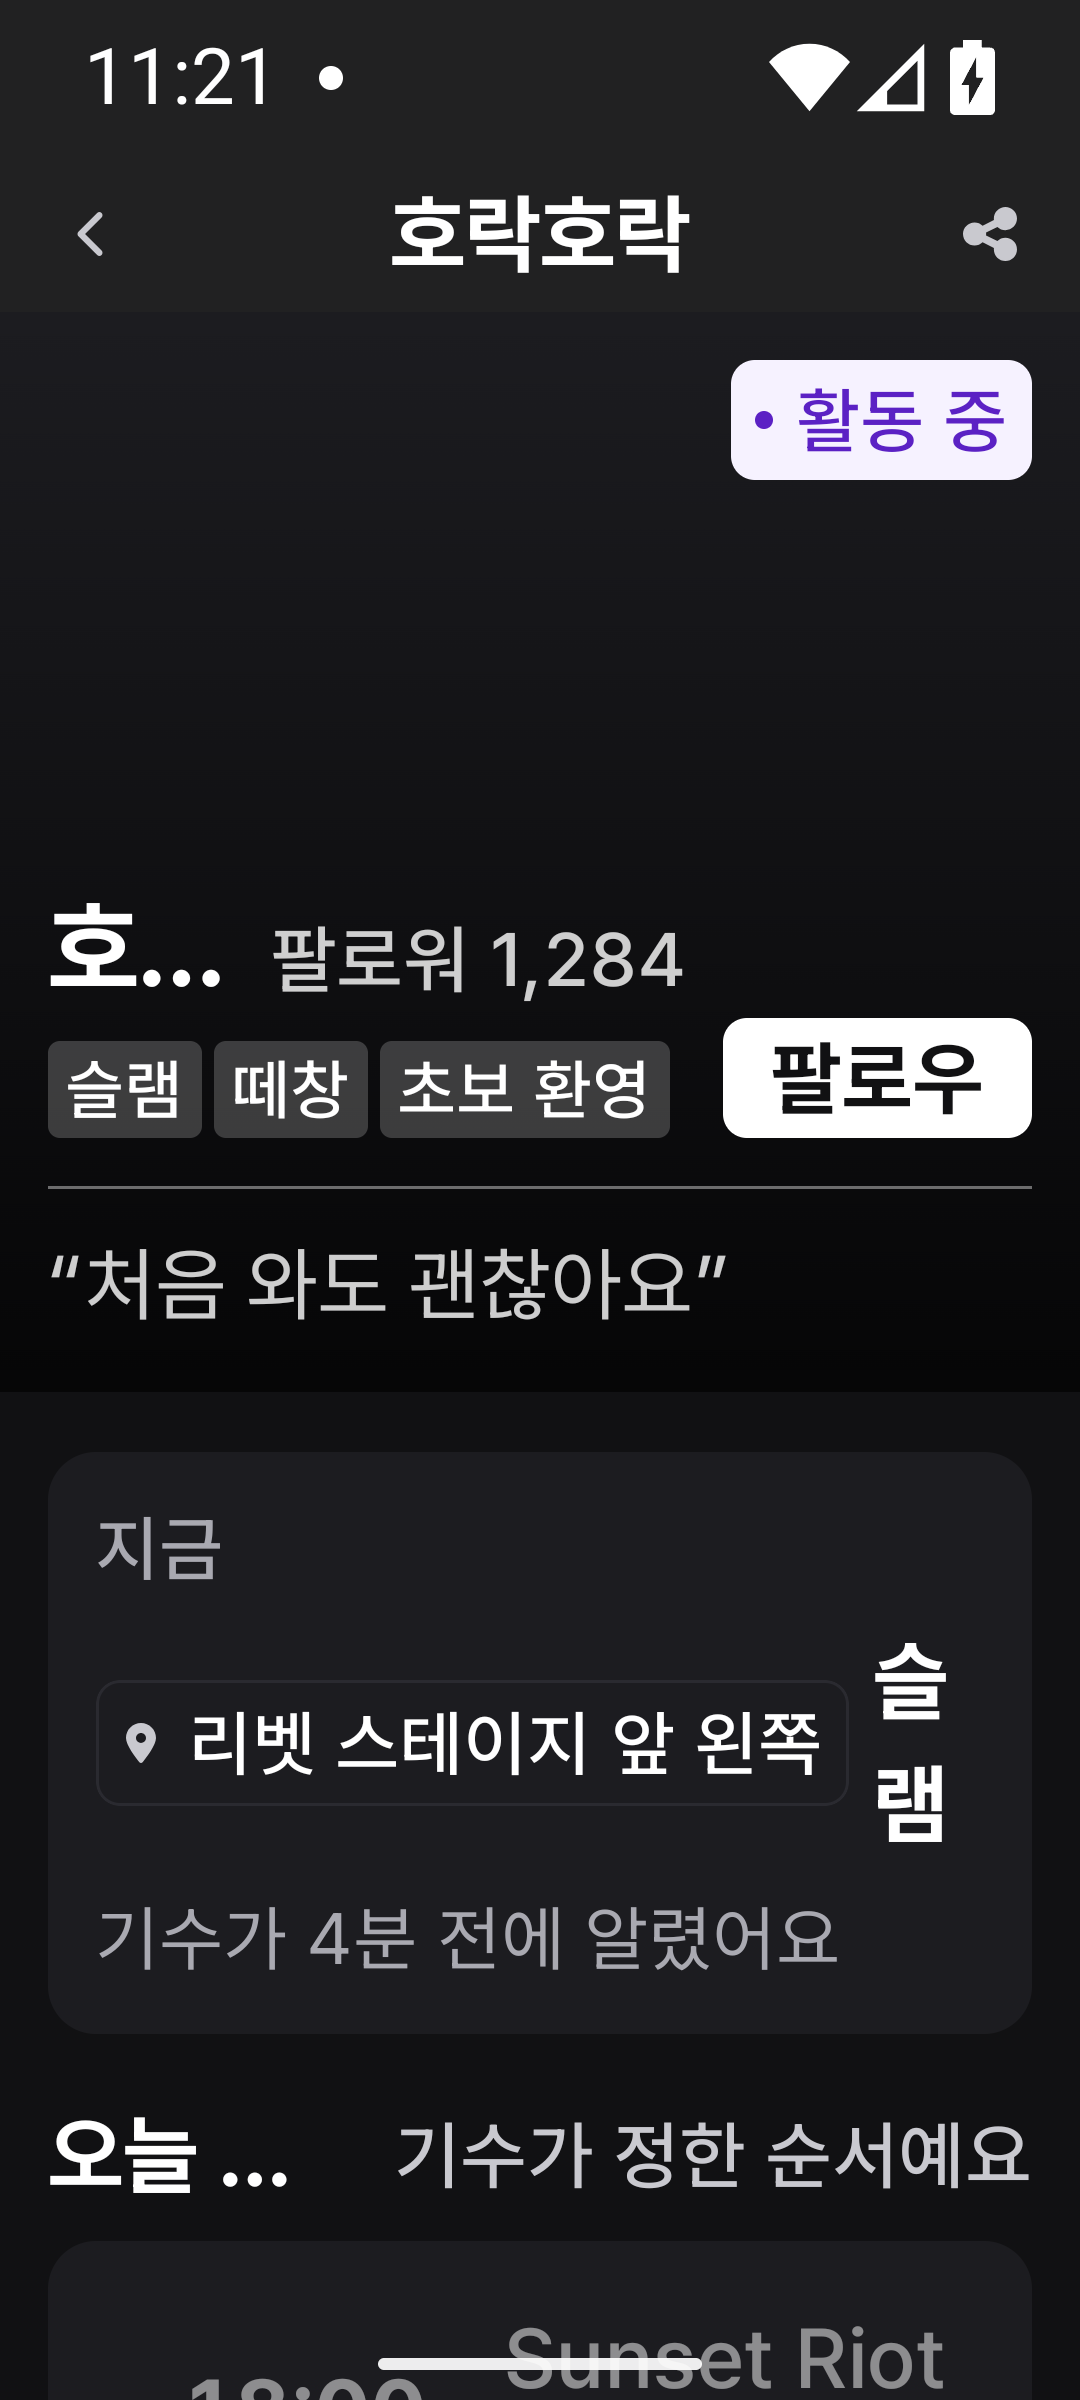 11:21
호락호락
활동 중
호...
팔로워 1,284
슬램
떼창
초보 환영
팔로우
“처음 와도 괜찮아요”
지금
리벳 스테이지 앞 왼쪽
슬
램
기수가 4분 전에 알렸어요
오늘 ...
기수가 정한 순서예요
Sunset Riot
18:00